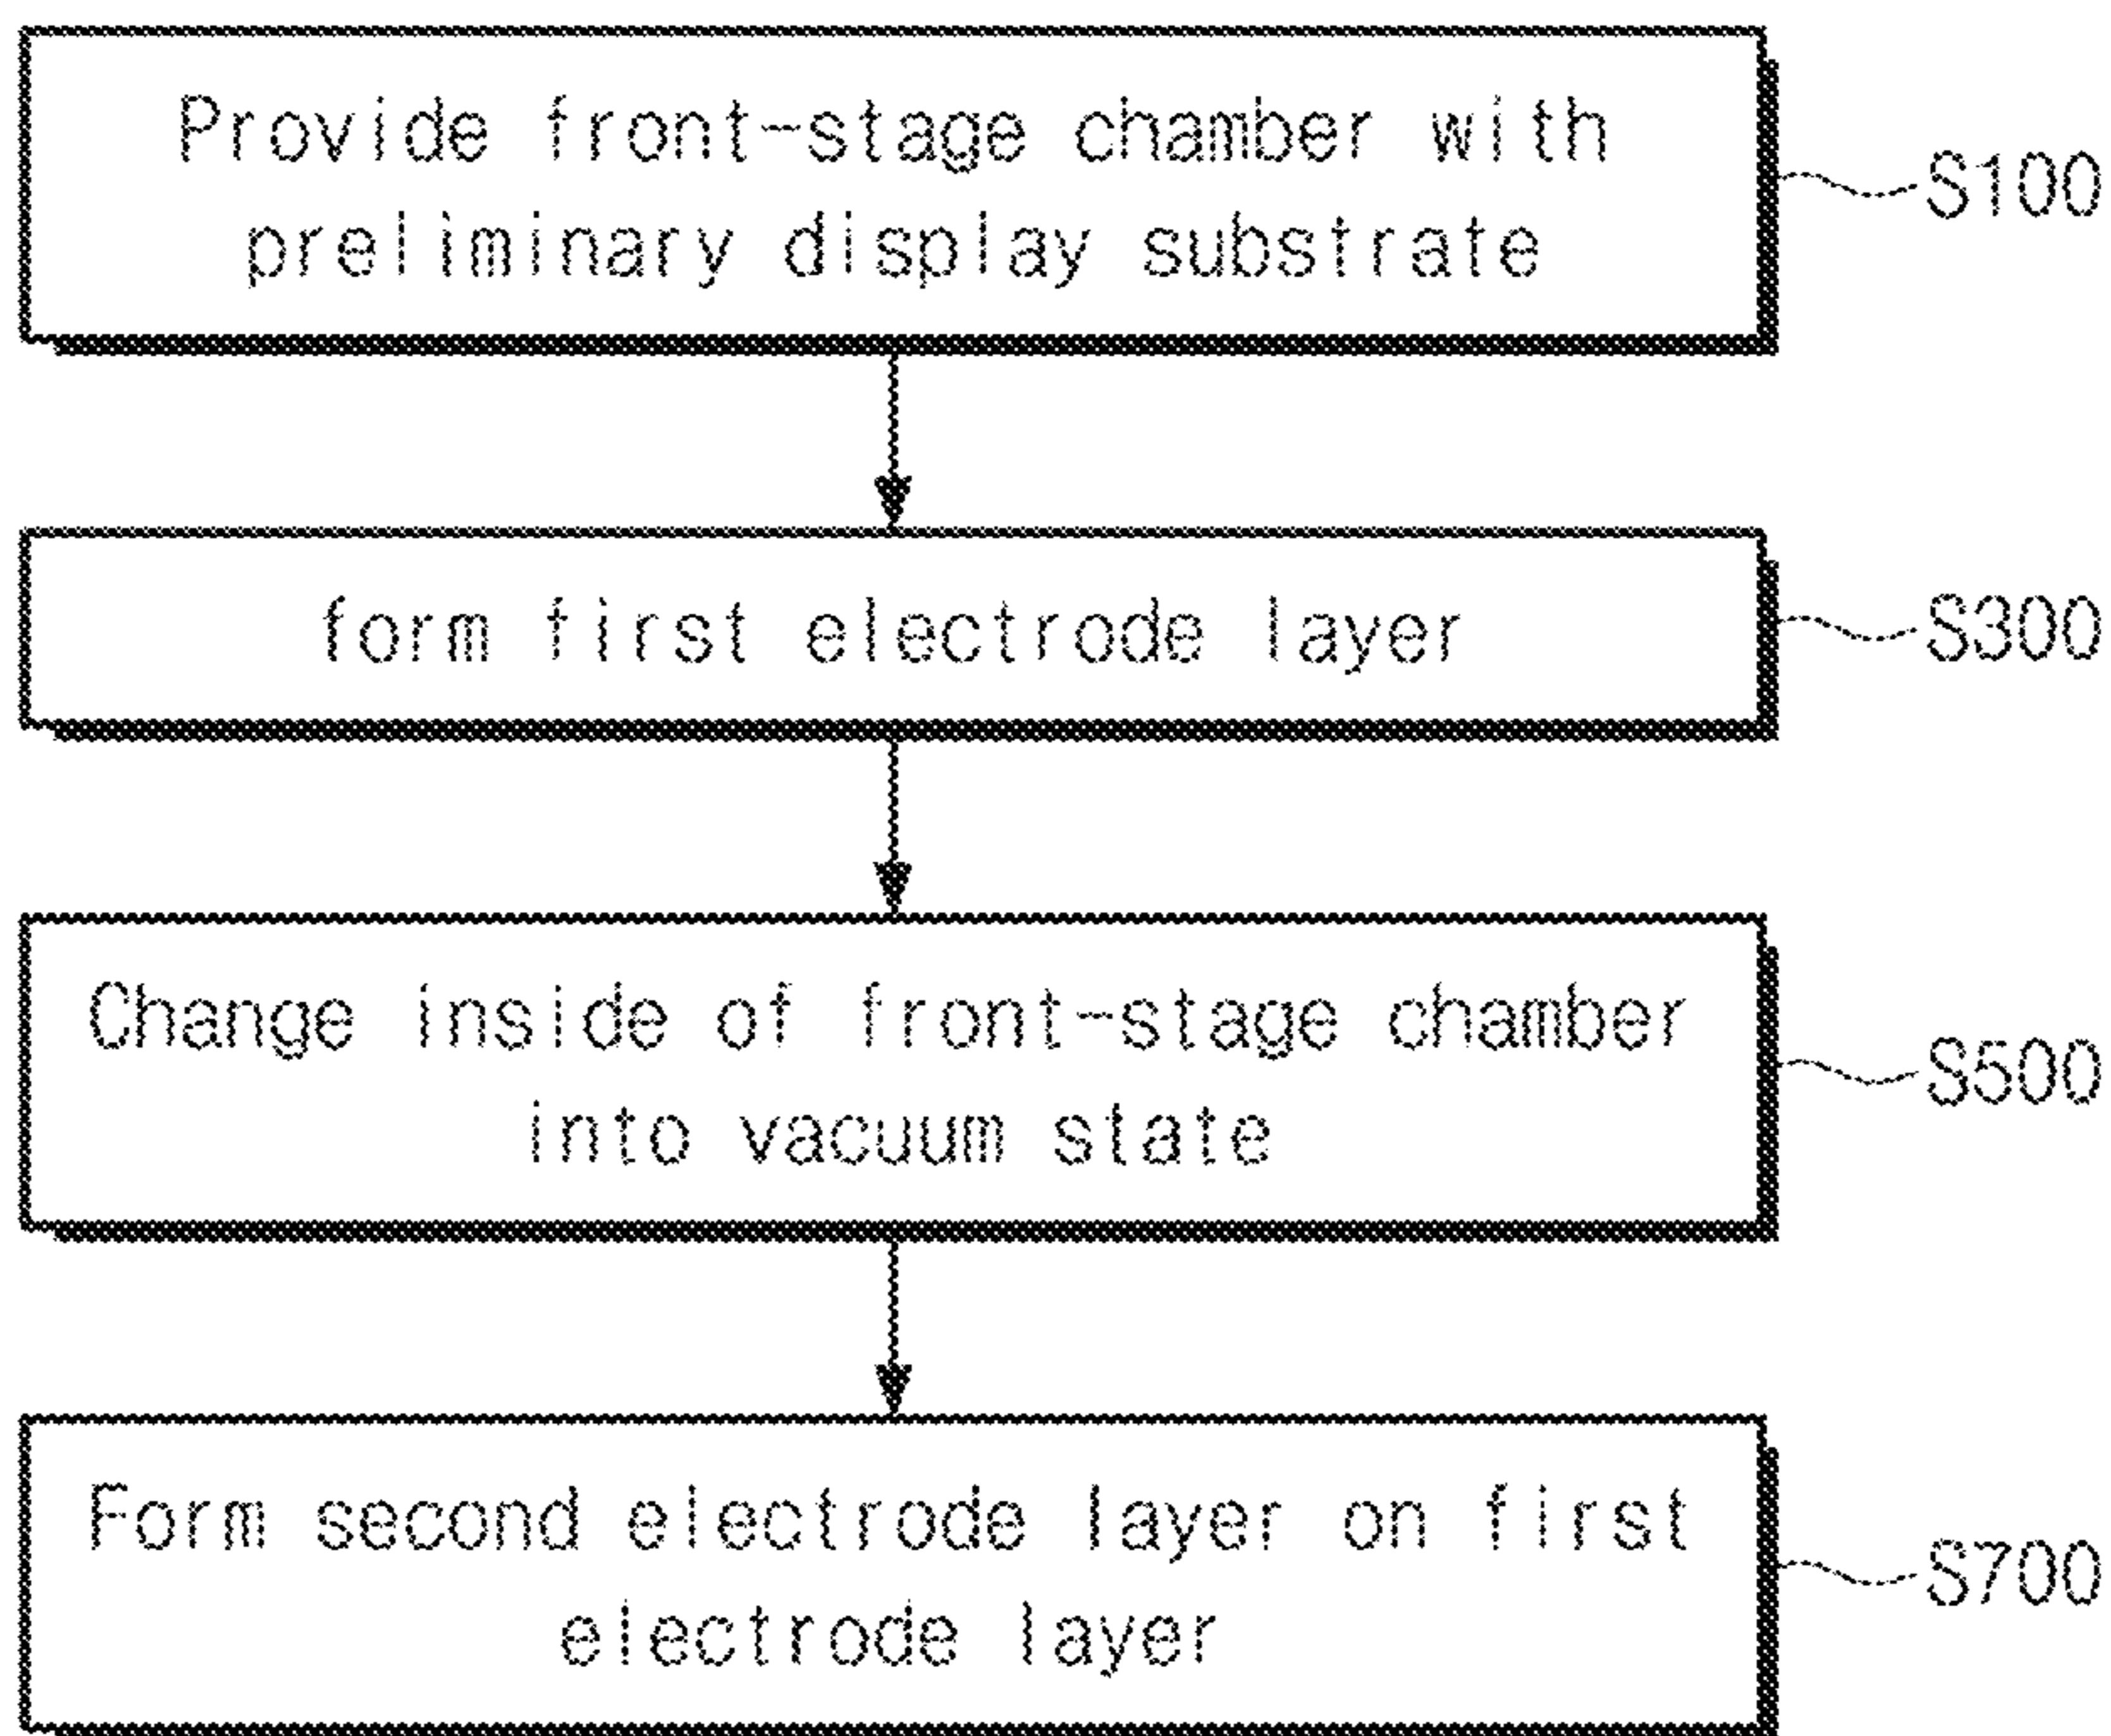 Provide front-stage chamber with
preliminary display substrate
S100
form first electrode layer
S300
Change inside of front-stage chamber
into vacuum state
S500
Form second electrode layer on first
electrode layer
S700